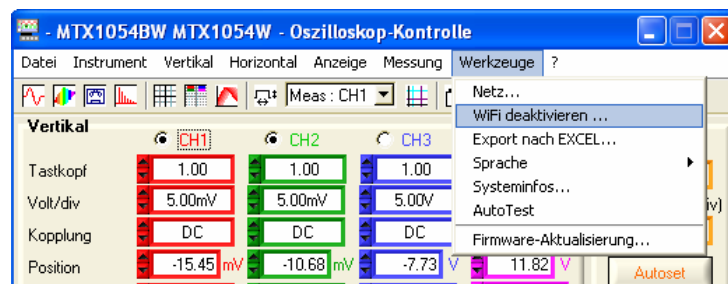 - MTX1054BW MTX1054W - Oszilloskop-Kontrolle
Datei Instrument Vertikal Horizontal Anzeige Messung Werkzeuge ?
Meas : CH1
Netz...
WiFi deaktivieren ...
Export nach EXCEL...
Sprache
Systeminfos...
AutoTest
Firmware-Aktualisierung...
Vertikal
CH1 CH2 CH3
Tastkopf 1.00 1.00 1.00
Volt/div 5.00mV 5.00mV 5.00V iv)
Kopplung DC DC DC
Position -15.45 mV -10.68 mV -7.73 V 11.82 V
Autoset